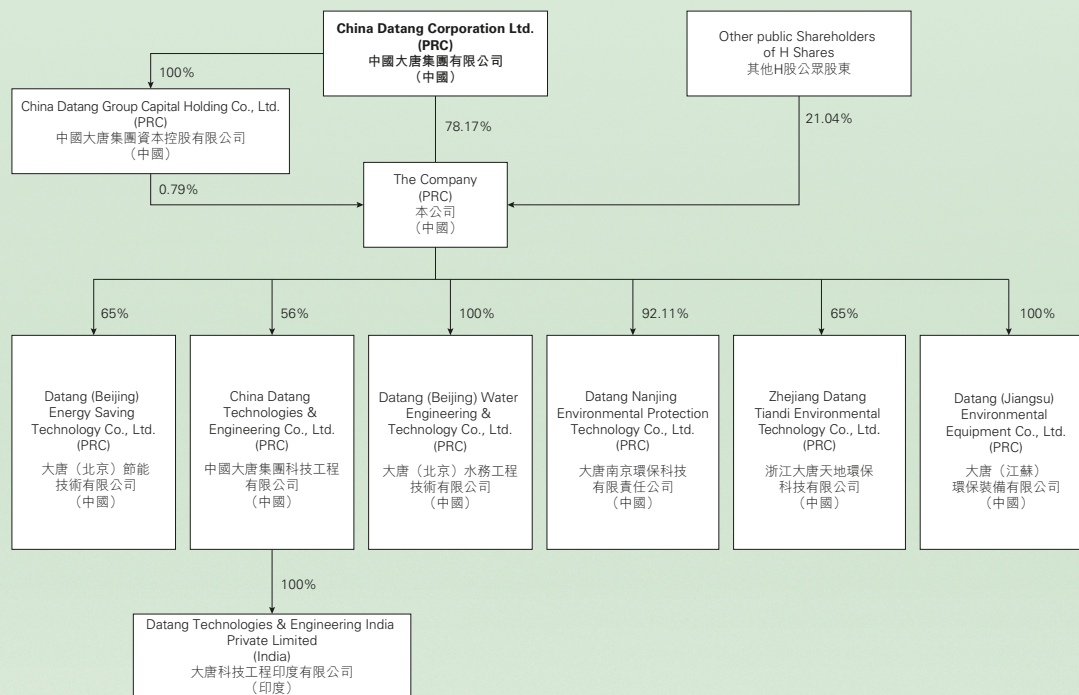 China Datang Corporation Ltd.
(PRC)
中國大唐集團有限公司
（中國）
Other public Shareholders
of H Shares
其他H股公眾股東
100%
China Datang Group Capital Holding Co., Ltd.
(PRC)
中國大唐集團資本控股有限公司
（中國）
78.17%
21.04%
0.79%
The Company
(PRC)
本公司
（中國）
65%
56%
100%
92.11%
65%
100%
Datang (Beijing)
Energy Saving
Technology Co., Ltd.
(PRC)
大唐（北京）節能
技術有限公司
（中國）
China Datang
Technologies &
Engineering Co., Ltd.
(PRC)
中國大唐集團科技工程
有限公司
（中國）
Datang (Beijing) Water
Engineering &
Technology Co., Ltd.
(PRC)
大唐（北京）水務工程
技術有限公司
（中國）
Datang Nanjing
Environmental Protection
Technology Co., Ltd.
(PRC)
大唐南京環保科技
有限責任公司
（中國）
Zhejiang Datang
Tiandi Environmental
Technology Co., Ltd.
(PRC)
浙江大唐天地環保
科技有限公司
（中國）
Datang (Jiangsu)
Environmental
Equipment Co., Ltd.
(PRC)
大唐（江蘇）
環保裝備有限公司
（中國）
100%
Datang Technologies & Engineering India
Private Limited
(India)
大唐科技工程印度有限公司
（印度）